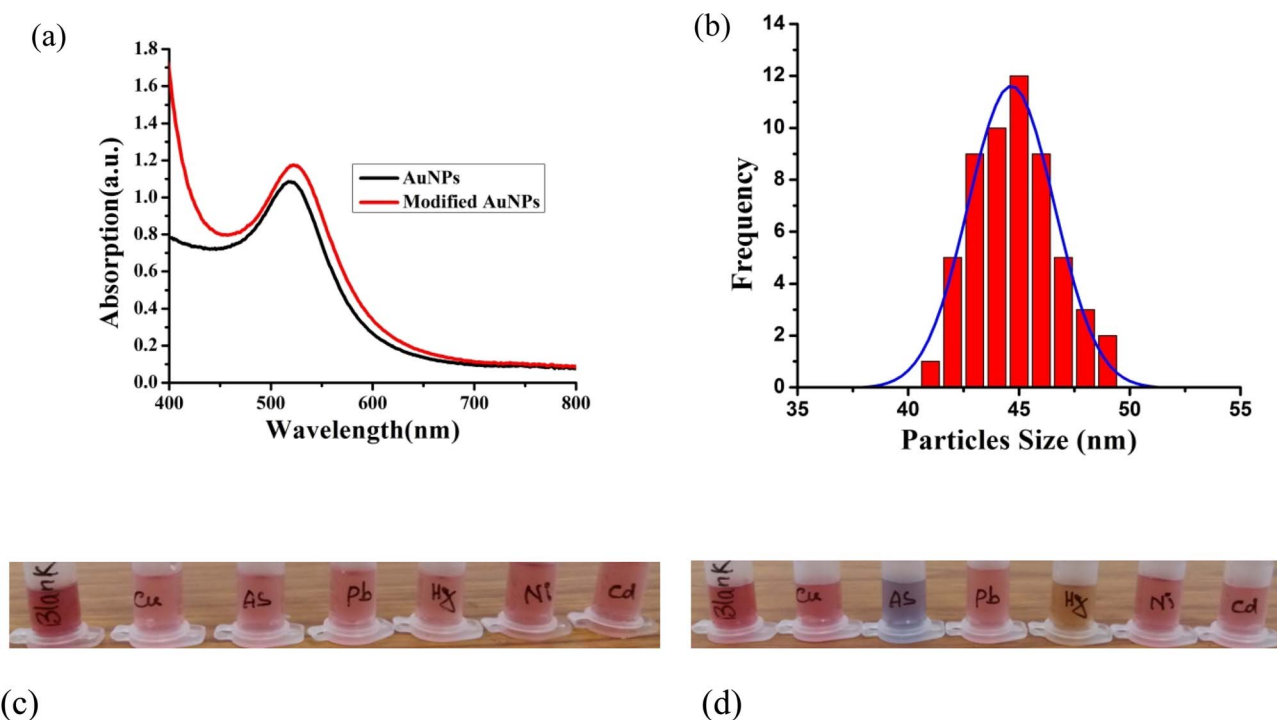 (a)
1.8
1.6
1.4
1.2
1.0
0.8
0.6
0.4
0.2
0.0
400 500 600 700 800
Absorption(a.u.)
Wavelength(nm)
AuNPs
Modified AuNPs
(b)
14
12
10
8
6
4
2
0
35 40 45 50 55
Frequency
Particles Size (nm)
Blank Cu AS Pb Hg Ni Cd
Blank Cu AS Pb Hg Ni Cd
(c)
(d)